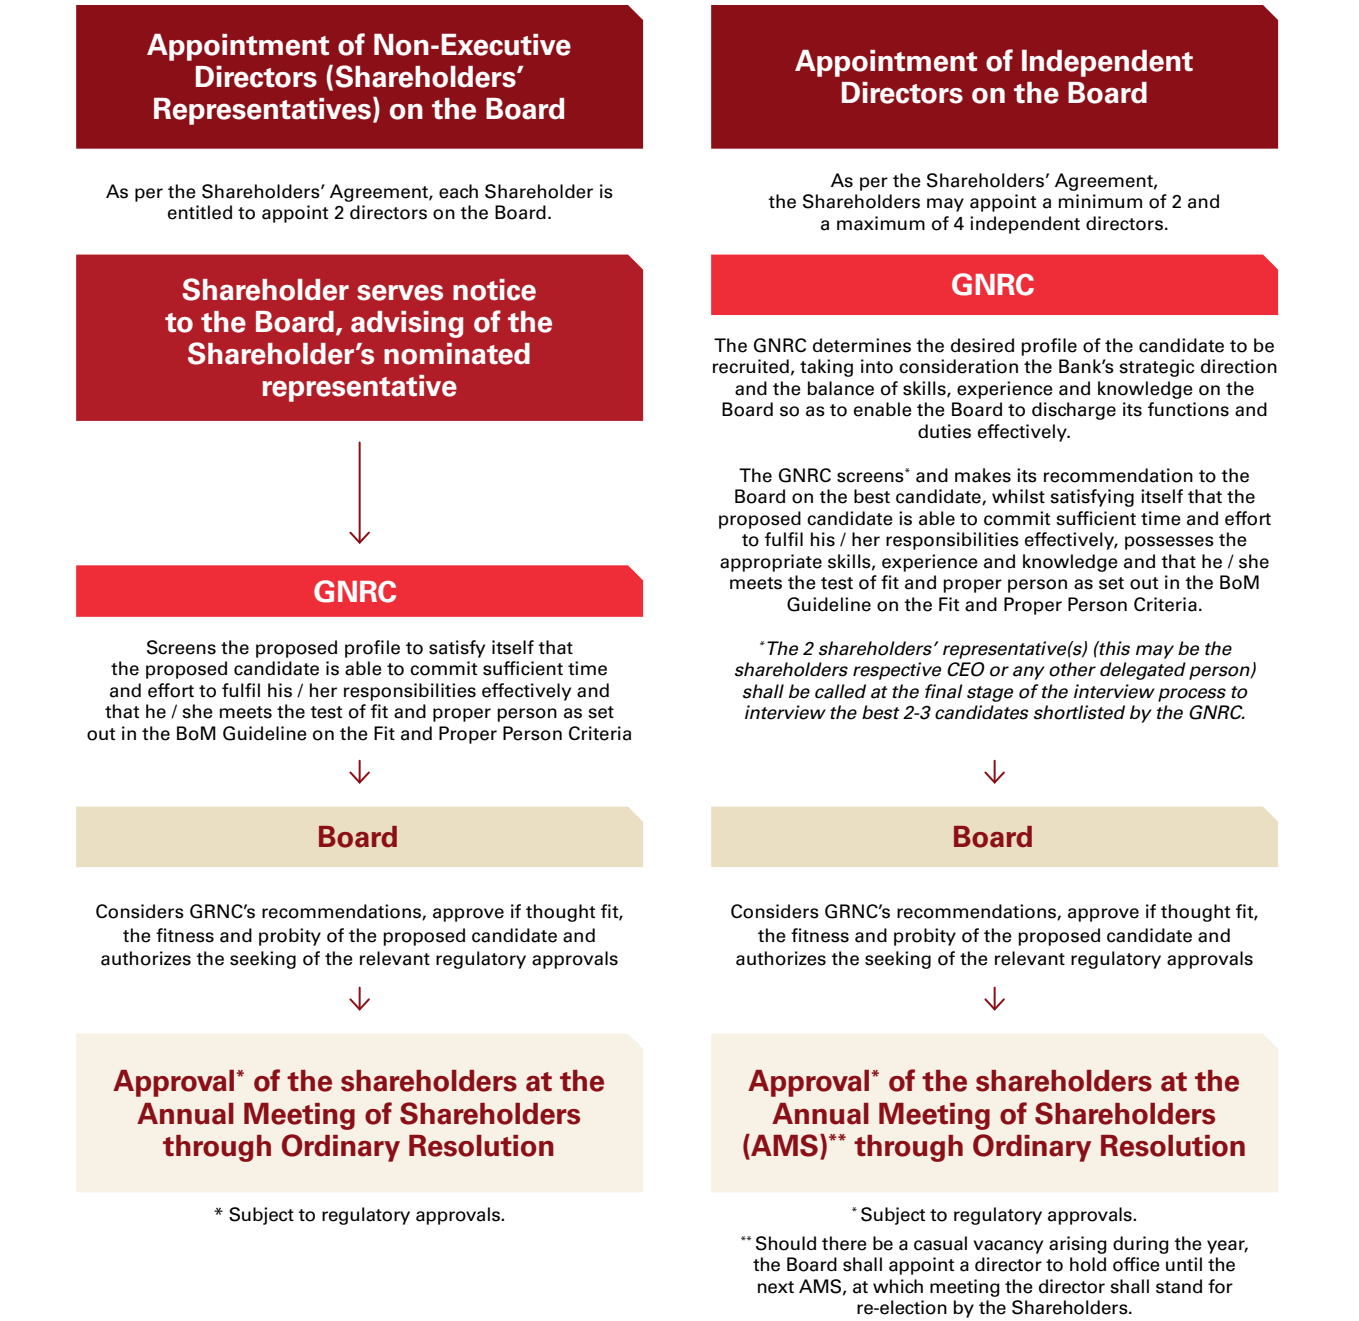 Appointment of Non-Executive
Directors (Shareholders’
Representatives) on the Board
As per the Shareholders’ Agreement, each Shareholder is
entitled to appoint 2 directors on the Board.
Shareholder serves notice
to the Board, advising of the
Shareholder’s nominated
representative
GNRC
Screens the proposed profile to satisfy itself that
the proposed candidate is able to commit sufficient time
and effort to fulfil his / her responsibilities effectively and
that he / she meets the test of fit and proper person as set
out in the BoM Guideline on the Fit and Proper Person Criteria
Board
Considers GRNC’s recommendations, approve if thought fit,
the fitness and probity of the proposed candidate and
authorizes the seeking of the relevant regulatory approvals
Approval* of the shareholders at the
Annual Meeting of Shareholders
through Ordinary Resolution
* Subject to regulatory approvals.
Appointment of Independent
Directors on the Board
As per the Shareholders’ Agreement,
the Shareholders may appoint a minimum of 2 and
a maximum of 4 independent directors.
GNRC
The GNRC determines the desired profile of the candidate to be
recruited, taking into consideration the Bank’s strategic direction
and the balance of skills, experience and knowledge on the
Board so as to enable the Board to discharge its functions and
duties effectively.
The GNRC screens* and makes its recommendation to the
Board on the best candidate, whilst satisfying itself that the
proposed candidate is able to commit sufficient time and effort
to fulfil his / her responsibilities effectively, possesses the
appropriate skills, experience and knowledge and that he / she
meets the test of fit and proper person as set out in the BoM
Guideline on the Fit and Proper Person Criteria.
*The 2 shareholders’ representative(s) (this may be the
shareholders respective CEO or any other delegated person)
shall be called at the final stage of the interview process to
interview the best 2-3 candidates shortlisted by the GNRC.
Board
Considers GRNC’s recommendations, approve if thought fit,
the fitness and probity of the proposed candidate and
authorizes the seeking of the relevant regulatory approvals
Approval* of the shareholders at the
Annual Meeting of Shareholders
(AMS)** through Ordinary Resolution
* Subject to regulatory approvals.
** Should there be a casual vacancy arising during the year,
the Board shall appoint a director to hold office until the
next AMS, at which meeting the director shall stand for
re-election by the Shareholders.